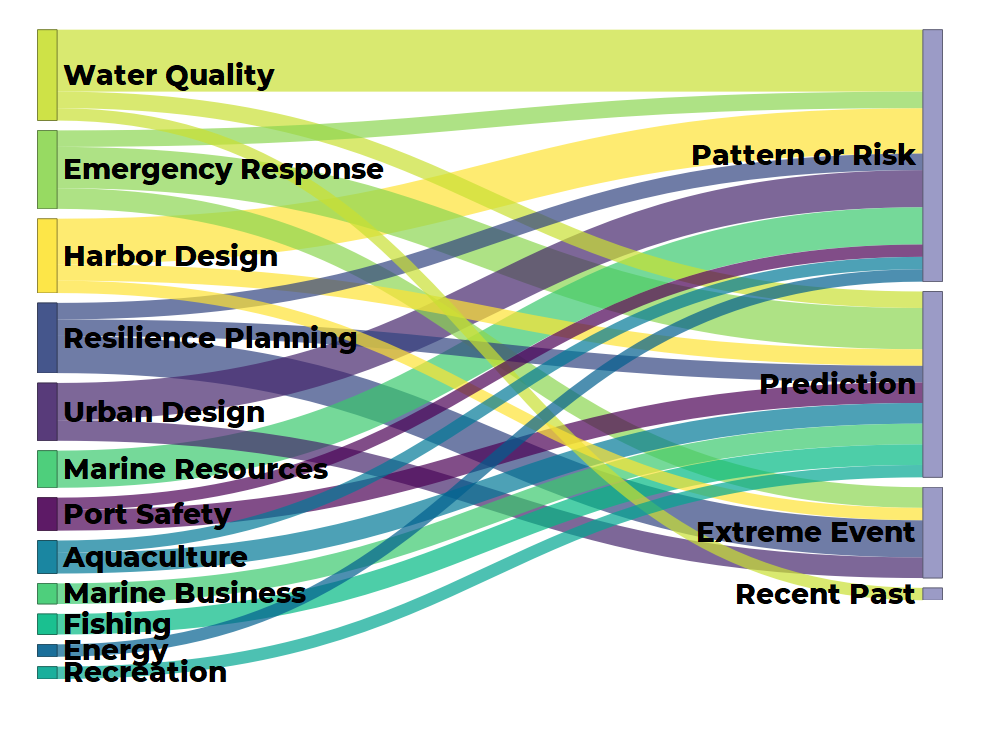 Water Quality
Emergency Response
Harbor Design
Resilience Planning
Urban Design
Marine Resources
Port Safety
Aquaculture
Marine Business
Fishing
Energy
Recreation
Pattern or Risk
Prediction
Extreme Event
Recent Past